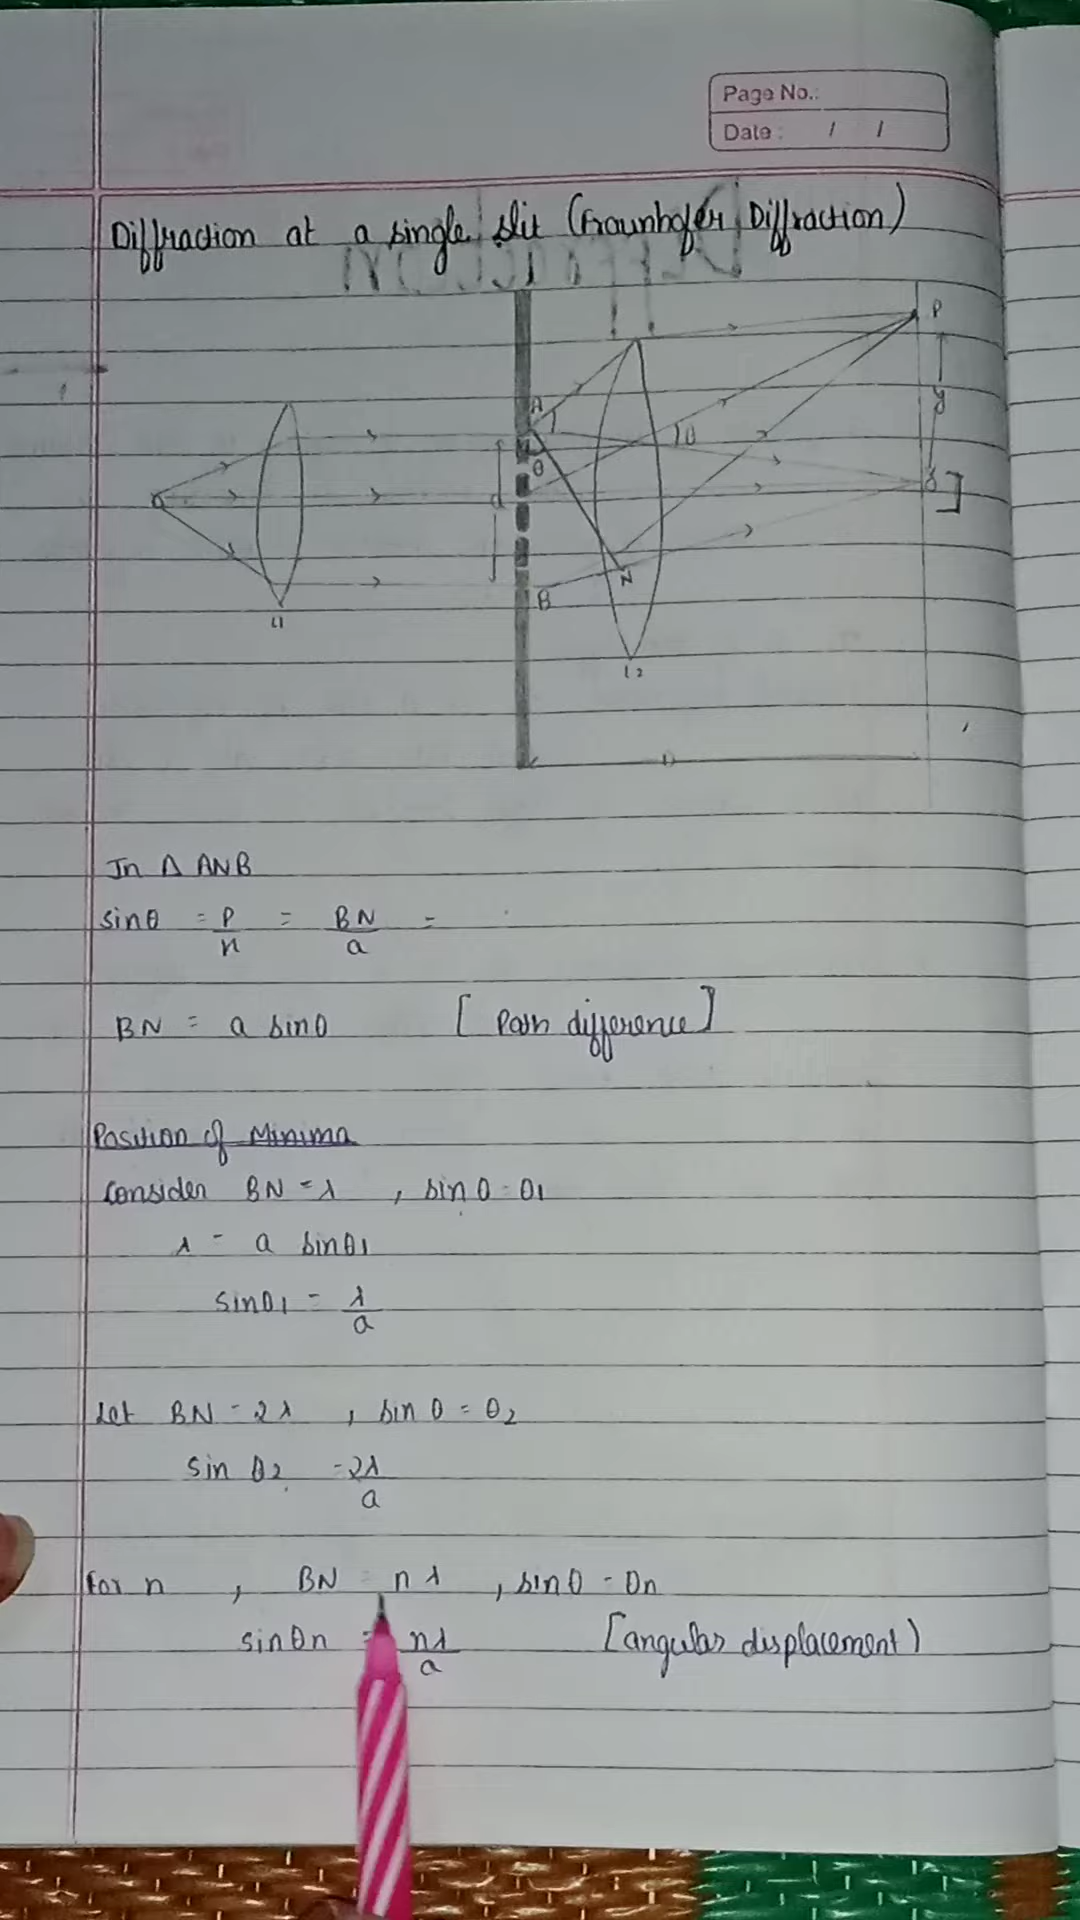 Page No.:
Date : / /
Diffraction at a single slit (Fraunhofer Diffraction)
P
A
y
θ
θ
N
B
L1
L2
D
In Δ ANB
sinθ = P/h = BN/a =
BN = a sinθ [Path difference]
Position of Minima
Consider BN = λ , sin θ = θ1
λ = a sinθ1
sinθ1 = λ/a
Let BN = 2λ , sin θ = θ2
sin θ2 = 2λ/a
For n , BN = n λ , sinθ = θn
sinθn = nλ/a [angular displacement)